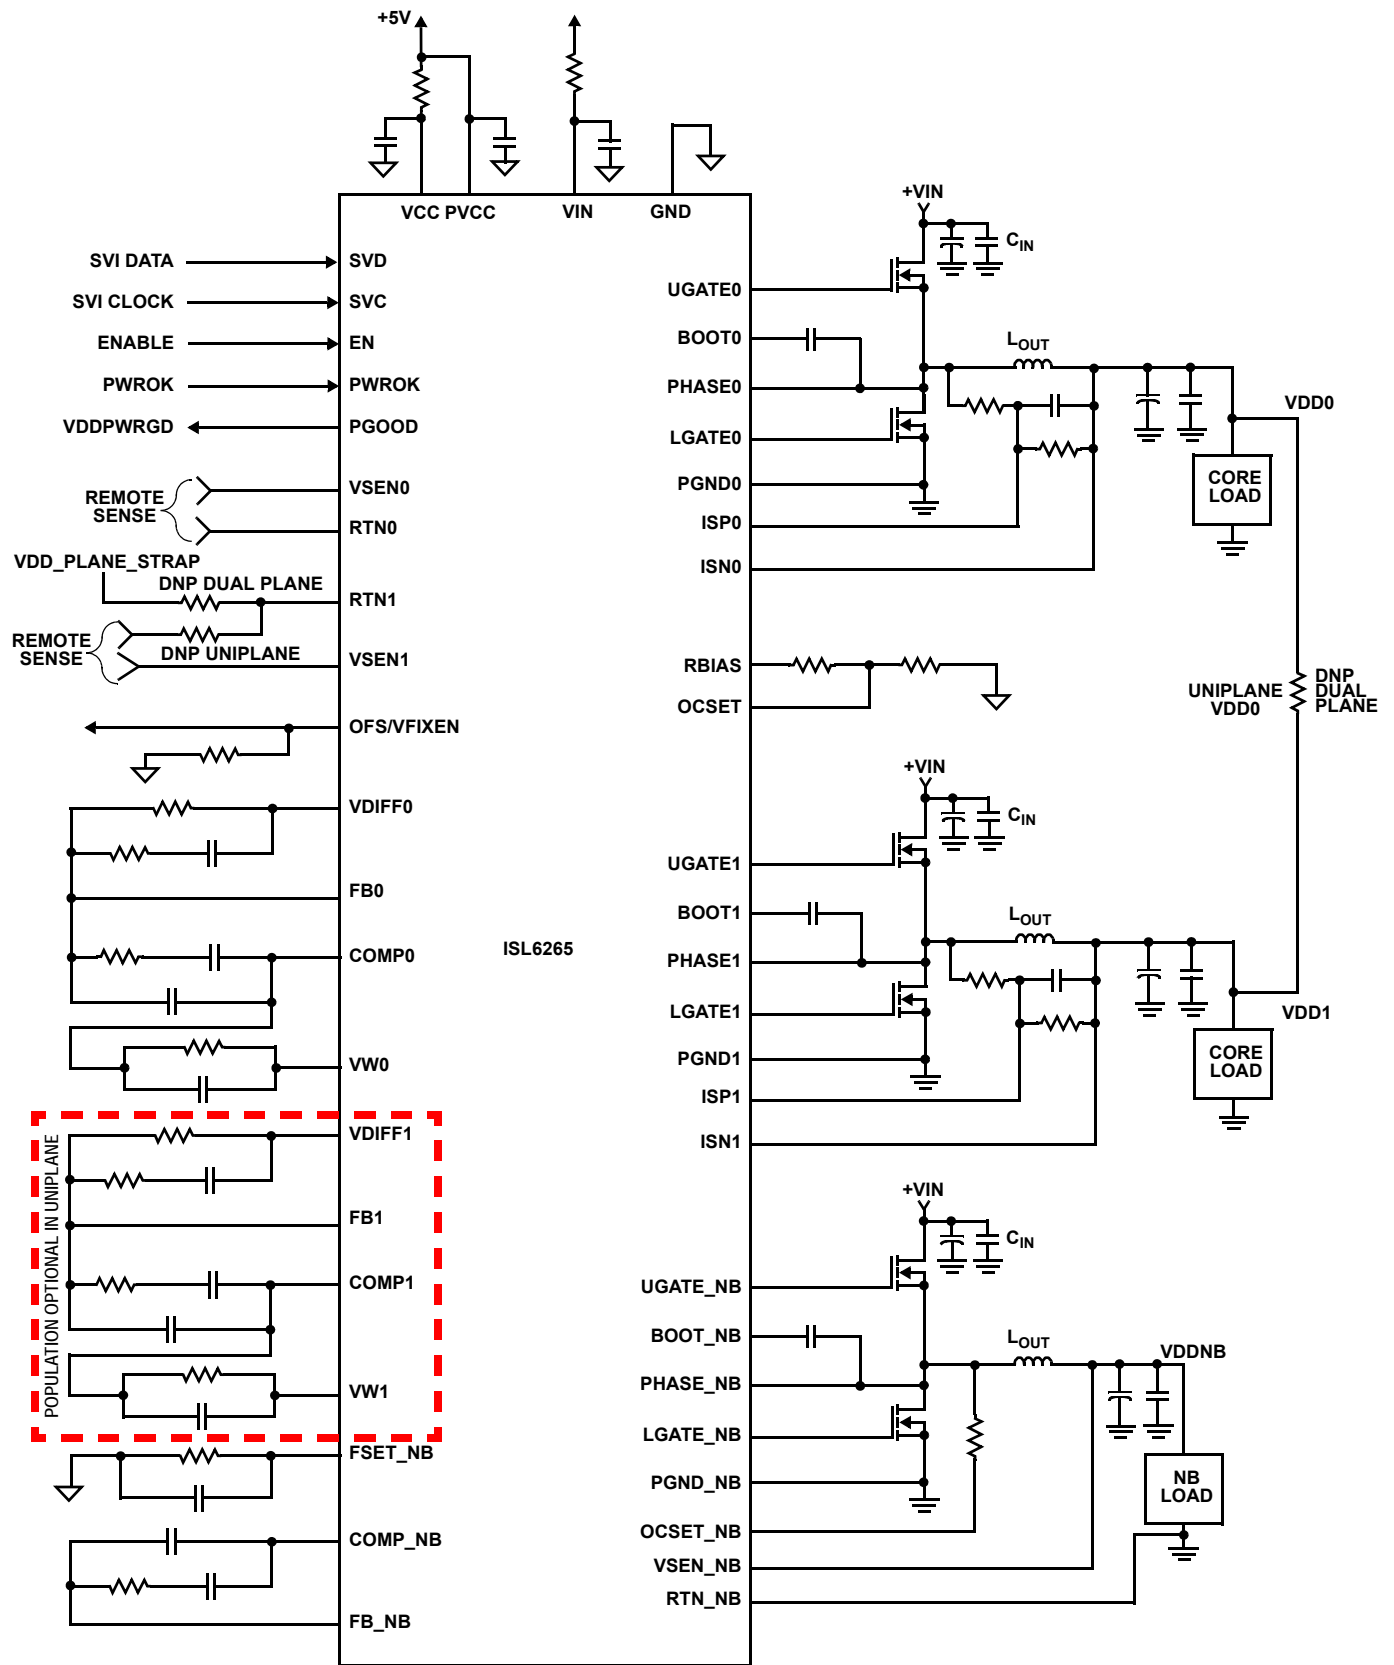 +5V
VCC PVCC
VIN
GND
SVI DATA
SVD
SVI CLOCK
SVC
ENABLE
EN
PWROK
PWROK
VDDPWRGD
PGOOD
REMOTE
SENSE
VSEN0
RTN0
VDD_PLANE_STRAP
DNP DUAL PLANE
RTN1
REMOTE
SENSE
DNP UNIPLANE
VSEN1
OFS/VFIXEN
VDIFF0
FB0
COMP0
VW0
POPULATION OPTIONAL IN UNIPLANE
VDIFF1
FB1
COMP1
VW1
FSET_NB
COMP_NB
FB_NB
ISL6265
UGATE0
BOOT0
PHASE0
LGATE0
PGND0
ISP0
ISN0
RBIAS
OCSET
UGATE1
BOOT1
PHASE1
LGATE1
PGND1
ISP1
ISN1
UGATE_NB
BOOT_NB
PHASE_NB
LGATE_NB
PGND_NB
OCSET_NB
VSEN_NB
RTN_NB
+VIN
CIN
LOUT
VDD0
CORE
LOAD
UNIPLANE
VDD0
DNP
DUAL
PLANE
+VIN
CIN
LOUT
VDD1
CORE
LOAD
+VIN
CIN
LOUT
VDDNB
NB
LOAD